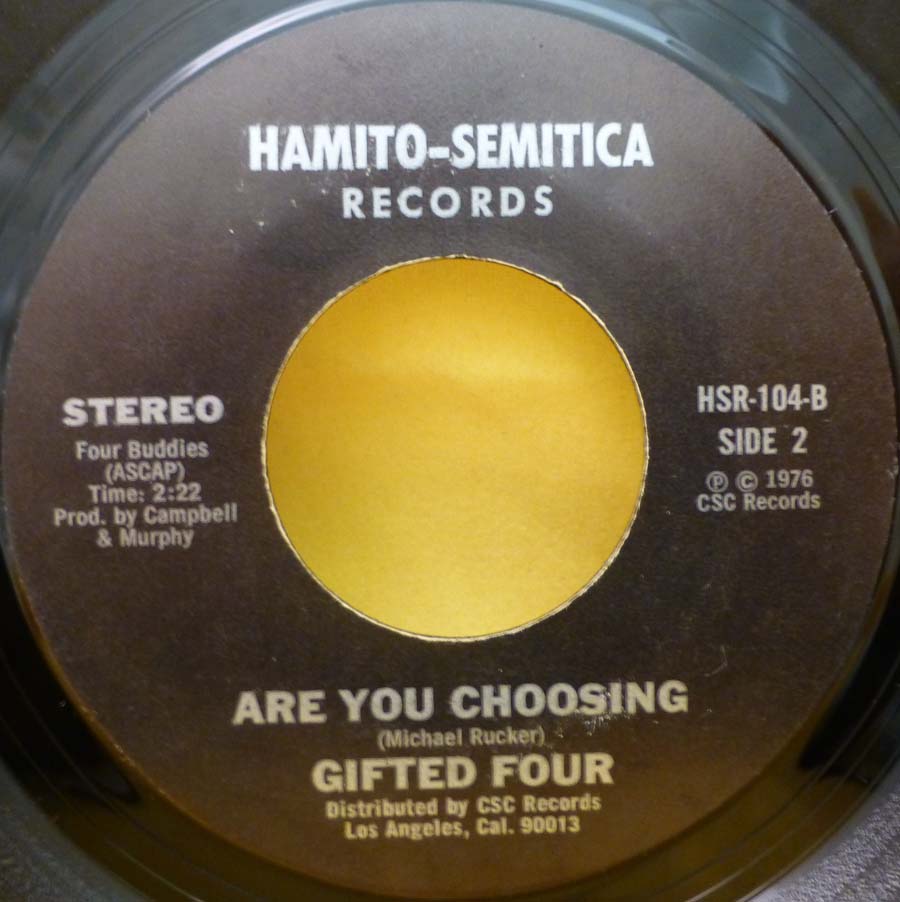 HAMITO-SEMITICA
RECORDS
STEREO
Four Buddies
(ASCAP)
Time: 2:22
Prod. by Campbell
& Murphy
HSR-104-B
SIDE 2
℗ © 1976
CSC Records
ARE YOU CHOOSING
(Michael Rucker)
GIFTED FOUR
Distributed by CSC Records
Los Angeles, Cal. 90013